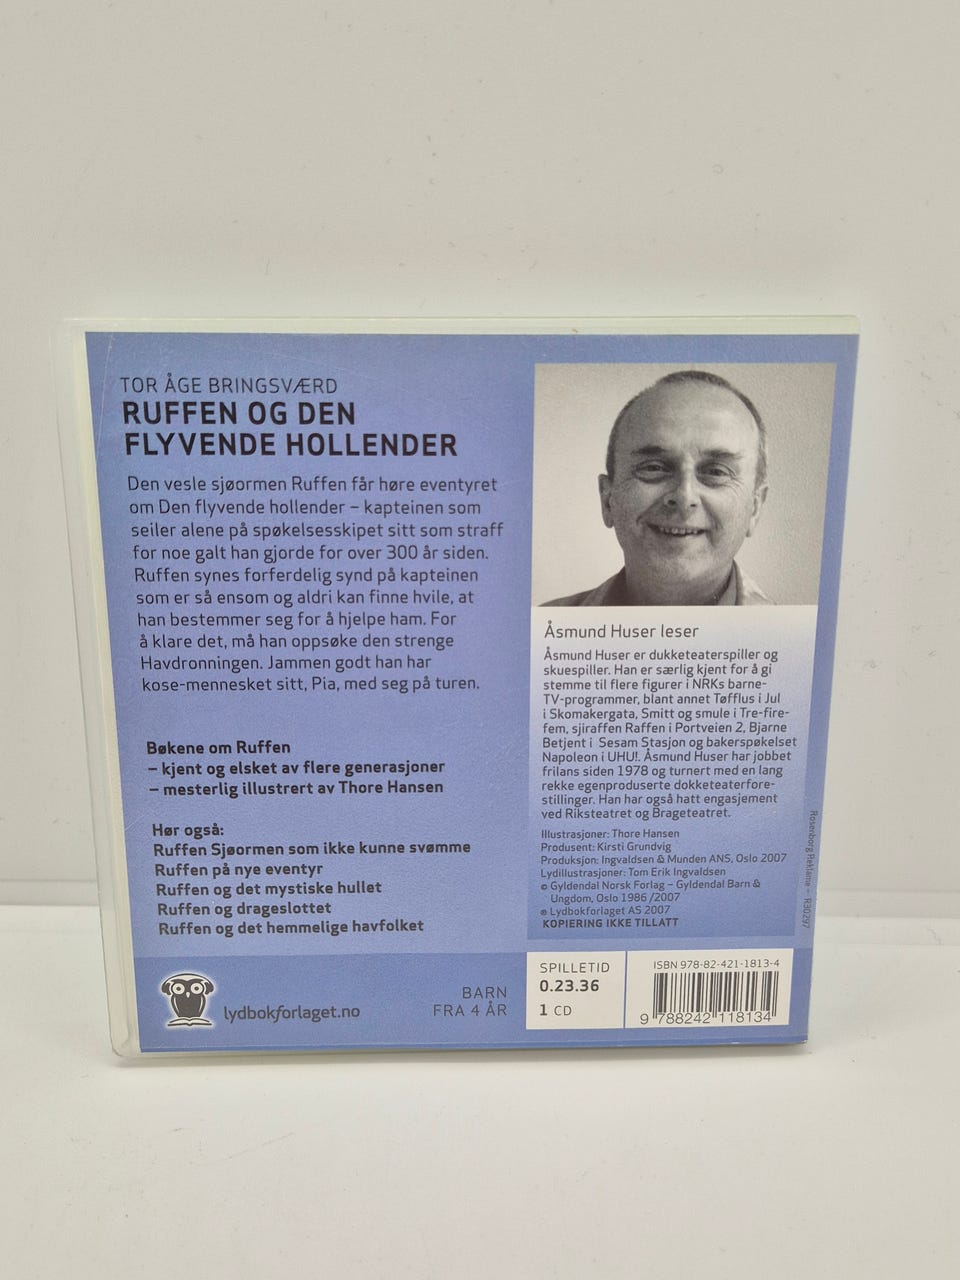 TOR ÅGE BRINGSVÆRD
RUFFEN OG DEN
FLYVENDE HOLLENDER
Den vesle sjøormen Ruffen får høre eventyret
om Den flyvende hollender – kapteinen som
seiler alene på spøkelsesskipet sitt som straff
for noe galt han gjorde for over 300 år siden.
Ruffen synes forferdelig synd på kapteinen
som er så ensom og aldri kan finne hvile, at
han bestemmer seg for å hjelpe ham. For
å klare det, må han oppsøke den strenge
Havdronningen. Jammen godt han har
kose-mennesket sitt, Pia, med seg på turen.
Bøkene om Ruffen
– kjent og elsket av flere generasjoner
– mesterlig illustrert av Thore Hansen
Hør også:
Ruffen Sjøormen som ikke kunne svømme
Ruffen på nye eventyr
Ruffen og det mystiske hullet
Ruffen og drageslottet
Ruffen og det hemmelige havfolket
lydbokforlaget.no
BARN
FRA 4 ÅR
Åsmund Huser leser
Åsmund Huser er dukketeaterspiller og
skuespiller. Han er særlig kjent for å gi
stemme til flere figurer i NRKs barne-
TV-programmer, blant annet Tøfflus i Jul
i Skomakergata, Smitt og smule i Tre-fire-
fem, sjiraffen Raffen i Portveien 2, Bjarne
Betjent i Sesam Stasjon og bakerspøkelset
Napoleon i UHU!. Åsmund Huser har jobbet
frilans siden 1978 og turnert med en lang
rekke egenproduserte dokketeaterfore-
stillinger. Han har også hatt engasjement
ved Riksteatret og Brageteatret.
Illustrasjoner: Thore Hansen
Produsent: Kirsti Grundvig
Produksjon: Ingvaldsen & Munden ANS, Oslo 2007
Lydillustrasjoner: Tom Erik Ingvaldsen
© Gyldendal Norsk Forlag – Gyldendal Barn &
Ungdom, Oslo 1986 /2007
℗ Lydbokforlaget AS 2007
KOPIERING IKKE TILLATT
Rosenborg Reklame – R30297
SPILLETID
0.23.36
1 CD
ISBN 978-82-421-1813-4
9 788242 118134